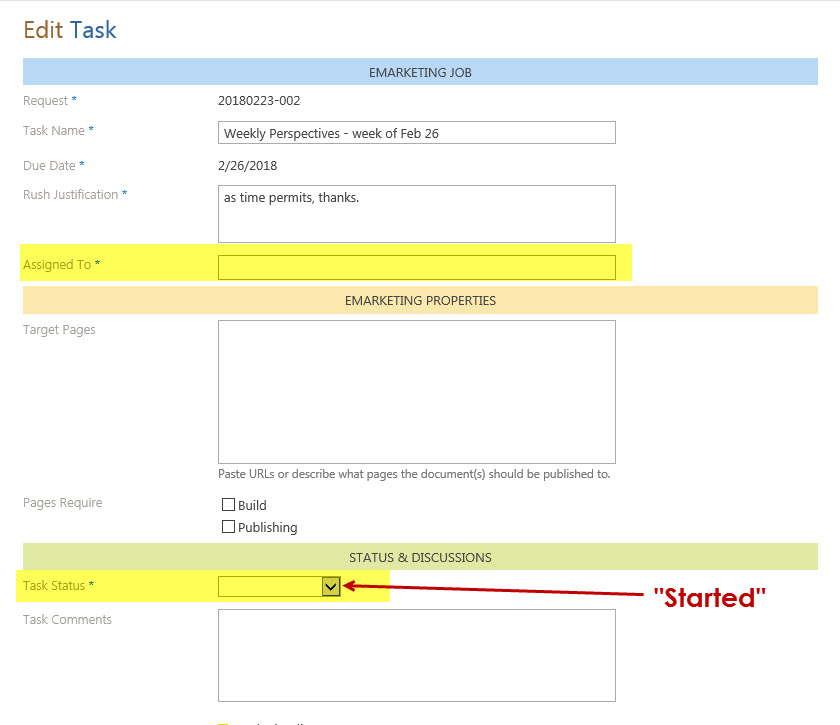 Edit Task
EMARKETING JOB
Request * 20180223-002
Task Name * Weekly Perspectives - week of Feb 26
Due Date * 2/26/2018
Rush Justification * as time permits, thanks.
Assigned To *
EMARKETING PROPERTIES
Target Pages
Paste URLs or describe what pages the document(s) should be published to.
Pages Require Build
Publishing
STATUS & DISCUSSIONS
Task Status * "Started"
Task Comments